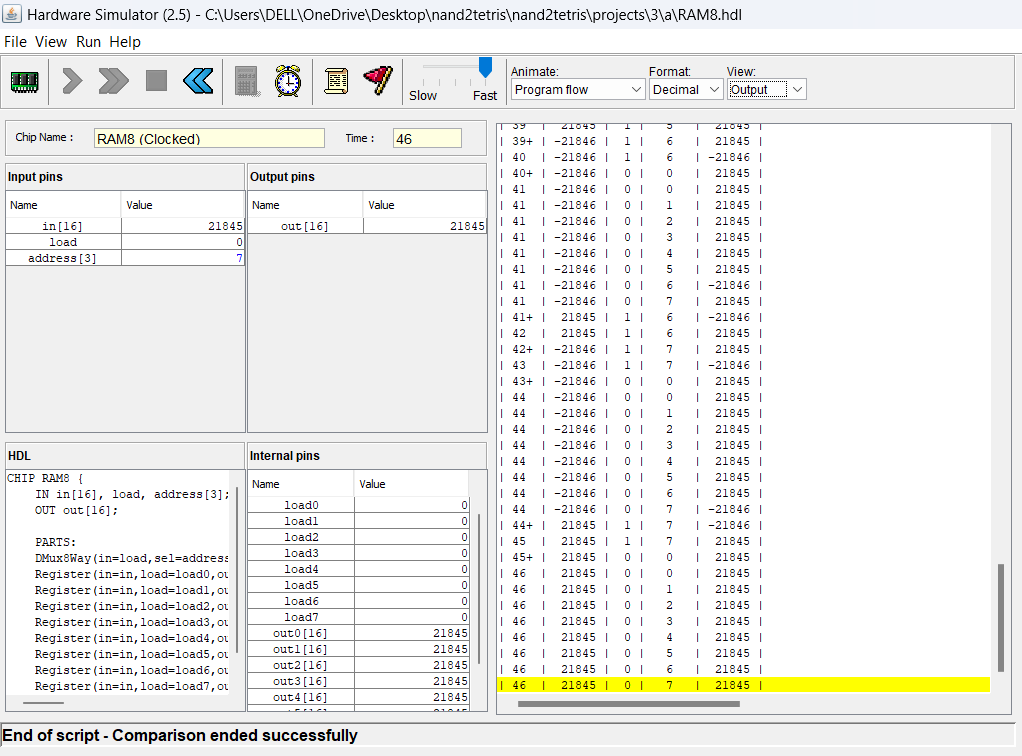 Hardware Simulator (2.5) - C:\Users\DELL\OneDrive\Desktop\nand2tetris\nand2tetris\projects\3\a\RAM8.hdl
File View Run Help
Slow Fast
Animate: Format: View:
Program flow Decimal Output
Chip Name : RAM8 (Clocked) Time : 46
Input pins
Name Value
in[16] 21845
load 0
address[3] 7
Output pins
Name Value
out[16] 21845
HDL
CHIP RAM8 {
IN in[16], load, address[3];
OUT out[16];
PARTS:
DMux8Way(in=load,sel=address
Register(in=in,load=load0,ou
Register(in=in,load=load1,ou
Register(in=in,load=load2,ou
Register(in=in,load=load3,ou
Register(in=in,load=load4,ou
Register(in=in,load=load5,ou
Register(in=in,load=load6,ou
Register(in=in,load=load7,ou
Internal pins
Name Value
load0 0
load1 0
load2 0
load3 0
load4 0
load5 0
load6 0
load7 0
out0[16] 21845
out1[16] 21845
out2[16] 21845
out3[16] 21845
out4[16] 21845
| 39 | 21845 | 1 | 5 | 21845 |
| 39+ | -21846 | 1 | 6 | 21845 |
| 40 | -21846 | 1 | 6 | -21846 |
| 40+ | -21846 | 0 | 0 | 21845 |
| 41 | -21846 | 0 | 0 | 21845 |
| 41 | -21846 | 0 | 1 | 21845 |
| 41 | -21846 | 0 | 2 | 21845 |
| 41 | -21846 | 0 | 3 | 21845 |
| 41 | -21846 | 0 | 4 | 21845 |
| 41 | -21846 | 0 | 5 | 21845 |
| 41 | -21846 | 0 | 6 | -21846 |
| 41 | -21846 | 0 | 7 | 21845 |
| 41+ | 21845 | 1 | 6 | -21846 |
| 42 | 21845 | 1 | 6 | 21845 |
| 42+ | -21846 | 1 | 7 | 21845 |
| 43 | -21846 | 1 | 7 | -21846 |
| 43+ | -21846 | 0 | 0 | 21845 |
| 44 | -21846 | 0 | 0 | 21845 |
| 44 | -21846 | 0 | 1 | 21845 |
| 44 | -21846 | 0 | 2 | 21845 |
| 44 | -21846 | 0 | 3 | 21845 |
| 44 | -21846 | 0 | 4 | 21845 |
| 44 | -21846 | 0 | 5 | 21845 |
| 44 | -21846 | 0 | 6 | 21845 |
| 44 | -21846 | 0 | 7 | -21846 |
| 44+ | 21845 | 1 | 7 | -21846 |
| 45 | 21845 | 1 | 7 | 21845 |
| 45+ | 21845 | 0 | 0 | 21845 |
| 46 | 21845 | 0 | 0 | 21845 |
| 46 | 21845 | 0 | 1 | 21845 |
| 46 | 21845 | 0 | 2 | 21845 |
| 46 | 21845 | 0 | 3 | 21845 |
| 46 | 21845 | 0 | 4 | 21845 |
| 46 | 21845 | 0 | 5 | 21845 |
| 46 | 21845 | 0 | 6 | 21845 |
| 46 | 21845 | 0 | 7 | 21845 |
End of script - Comparison ended successfully